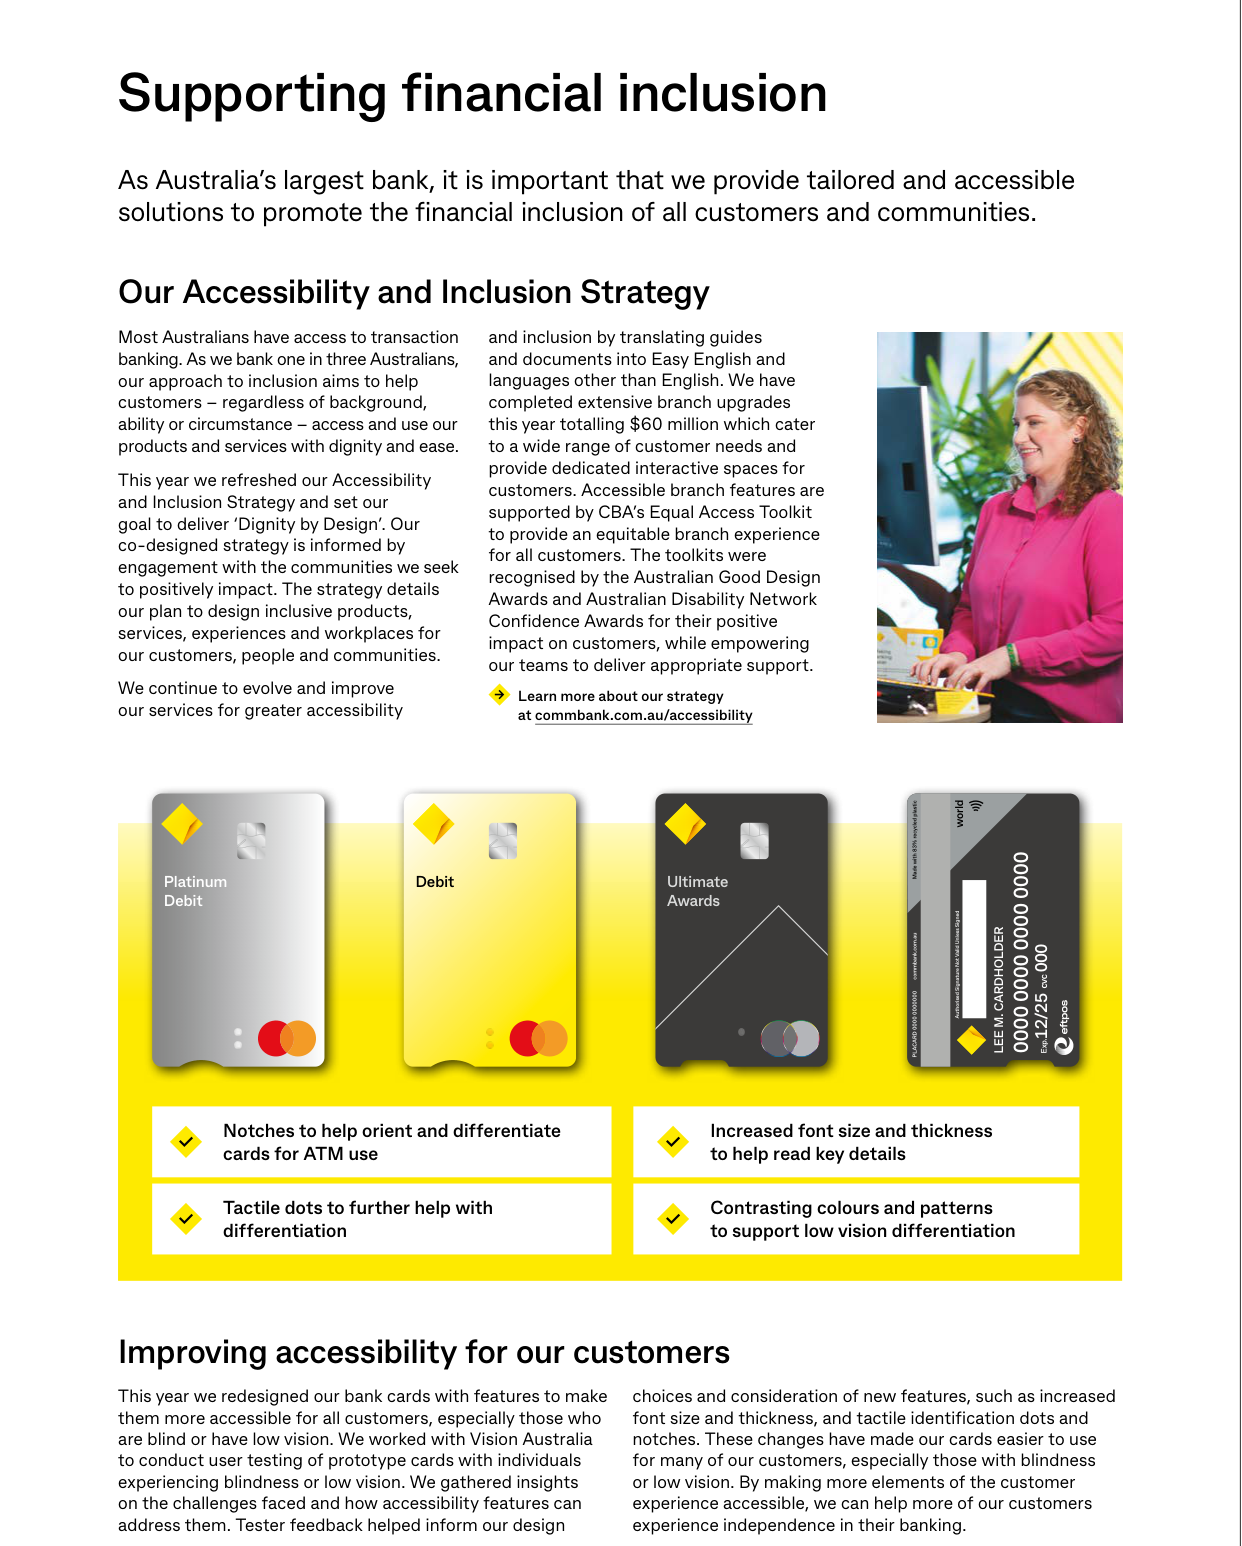 Supporting financial inclusion
As Australia’s largest bank, it is important that we provide tailored and accessible
solutions to promote the financial inclusion of all customers and communities.
Our Accessibility and Inclusion Strategy
Most Australians have access to transaction
banking. As we bank one in three Australians,
our approach to inclusion aims to help
customers – regardless of background,
ability or circumstance – access and use our
products and services with dignity and ease.
This year we refreshed our Accessibility
and Inclusion Strategy and set our
goal to deliver ‘Dignity by Design’. Our
co-designed strategy is informed by
engagement with the communities we seek
to positively impact. The strategy details
our plan to design inclusive products,
services, experiences and workplaces for
our customers, people and communities.
We continue to evolve and improve
our services for greater accessibility
and inclusion by translating guides
and documents into Easy English and
languages other than English. We have
completed extensive branch upgrades
this year totalling $60 million which cater
to a wide range of customer needs and
provide dedicated interactive spaces for
customers. Accessible branch features are
supported by CBA’s Equal Access Toolkit
to provide an equitable branch experience
for all customers. The toolkits were
recognised by the Australian Good Design
Awards and Australian Disability Network
Confidence Awards for their positive
impact on customers, while empowering
our teams to deliver appropriate support.
Learn more about our strategy
at commbank.com.au/accessibility
Platinum
Debit
Debit
Ultimate
Awards
PLACARD 0000 0000000 commbank.com.au Made with 83% recycled plastic
Authorised Signature Not Valid Unless Signed
world
LEE M. CARDHOLDER
0000 0000 0000 0000
Exp.12/25 CVC 000
eftpos
Notches to help orient and differentiate
cards for ATM use
Increased font size and thickness
to help read key details
Tactile dots to further help with
differentiation
Contrasting colours and patterns
to support low vision differentiation
Improving accessibility for our customers
This year we redesigned our bank cards with features to make
them more accessible for all customers, especially those who
are blind or have low vision. We worked with Vision Australia
to conduct user testing of prototype cards with individuals
experiencing blindness or low vision. We gathered insights
on the challenges faced and how accessibility features can
address them. Tester feedback helped inform our design
choices and consideration of new features, such as increased
font size and thickness, and tactile identification dots and
notches. These changes have made our cards easier to use
for many of our customers, especially those with blindness
or low vision. By making more elements of the customer
experience accessible, we can help more of our customers
experience independence in their banking.